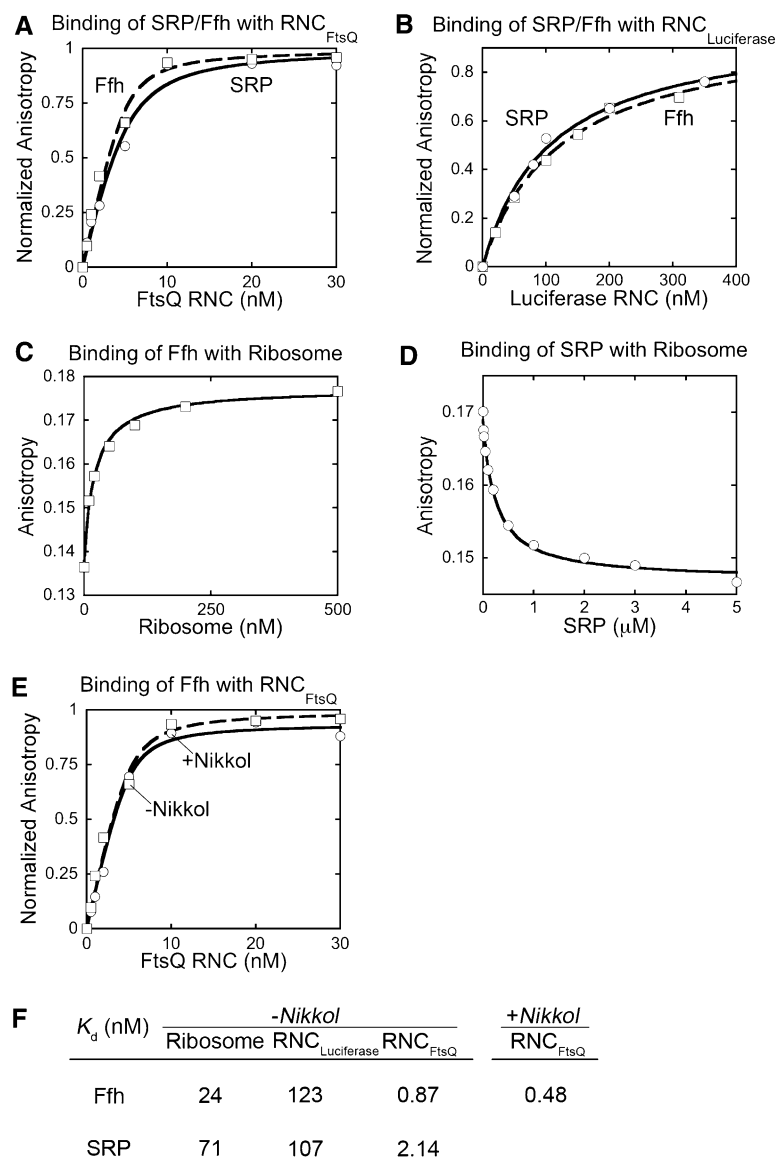 A Binding of SRP/Ffh with RNC FtsQ
Normalized Anisotropy
1
0.75
0.5
0.25
0
Ffh
SRP
0 10 20 30
FtsQ RNC (nM)
B Binding of SRP/Ffh with RNC Luciferase
Normalized Anisotropy
0.8
0.6
0.4
0.2
0.0
SRP
Ffh
0 100 200 300 400
Luciferase RNC (nM)
C Binding of Ffh with Ribosome
Anisotropy
0.18
0.17
0.16
0.15
0.14
0.13
0 250 500
Ribosome (nM)
D Binding of SRP with Ribosome
Anisotropy
0.17
0.16
0.15
0 1 2 3 4 5
SRP (μM)
E Binding of Ffh with RNC FtsQ
Normalized Anisotropy
1
0.75
0.5
0.25
0
+Nikkol
-Nikkol
0 10 20 30
FtsQ RNC (nM)
F
Kd (nM) -Nikkol +Nikkol
Ribosome RNC Luciferase RNC FtsQ RNC FtsQ
Ffh 24 123 0.87 0.48
SRP 71 107 2.14